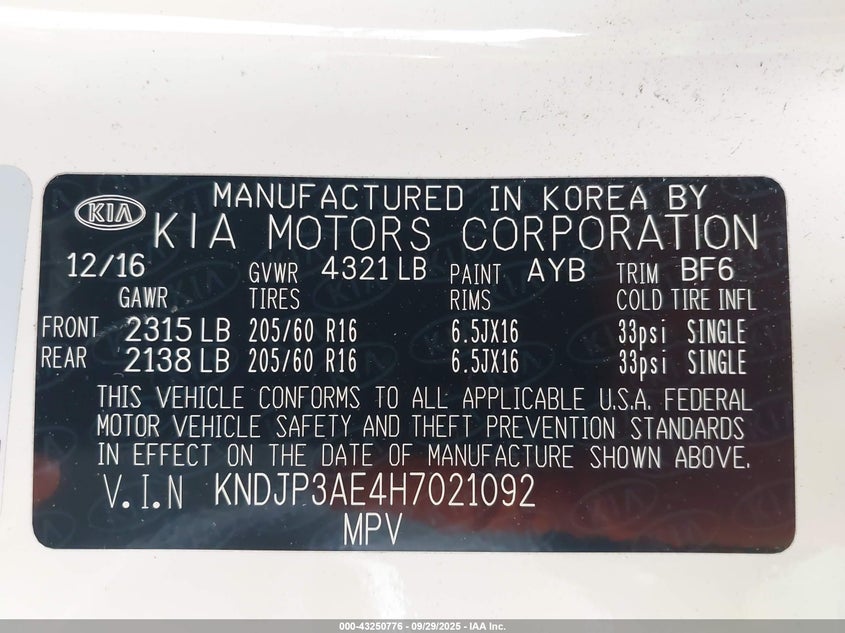 MANUFACTURED IN KOREA BY
KIA
KIA MOTORS CORPORATION
12/16 GVWR 4321 LB PAINT AYB TRIM BF6
GAWR TIRES RIMS COLD TIRE INFL
FRONT 2315 LB 205/60 R16 6.5JX16 33psi SINGLE
REAR 2138 LB 205/60 R16 6.5JX16 33psi SINGLE
THIS VEHICLE CONFORMS TO ALL APPLICABLE U.S.A. FEDERAL
MOTOR VEHICLE SAFETY AND THEFT PREVENTION STANDARDS
IN EFFECT ON THE DATE OF MANUFACTURE SHOWN ABOVE.
V.I.N KNDJP3AE4H7021092
MPV
000-43250776 - 09/29/2025 - IAA Inc.